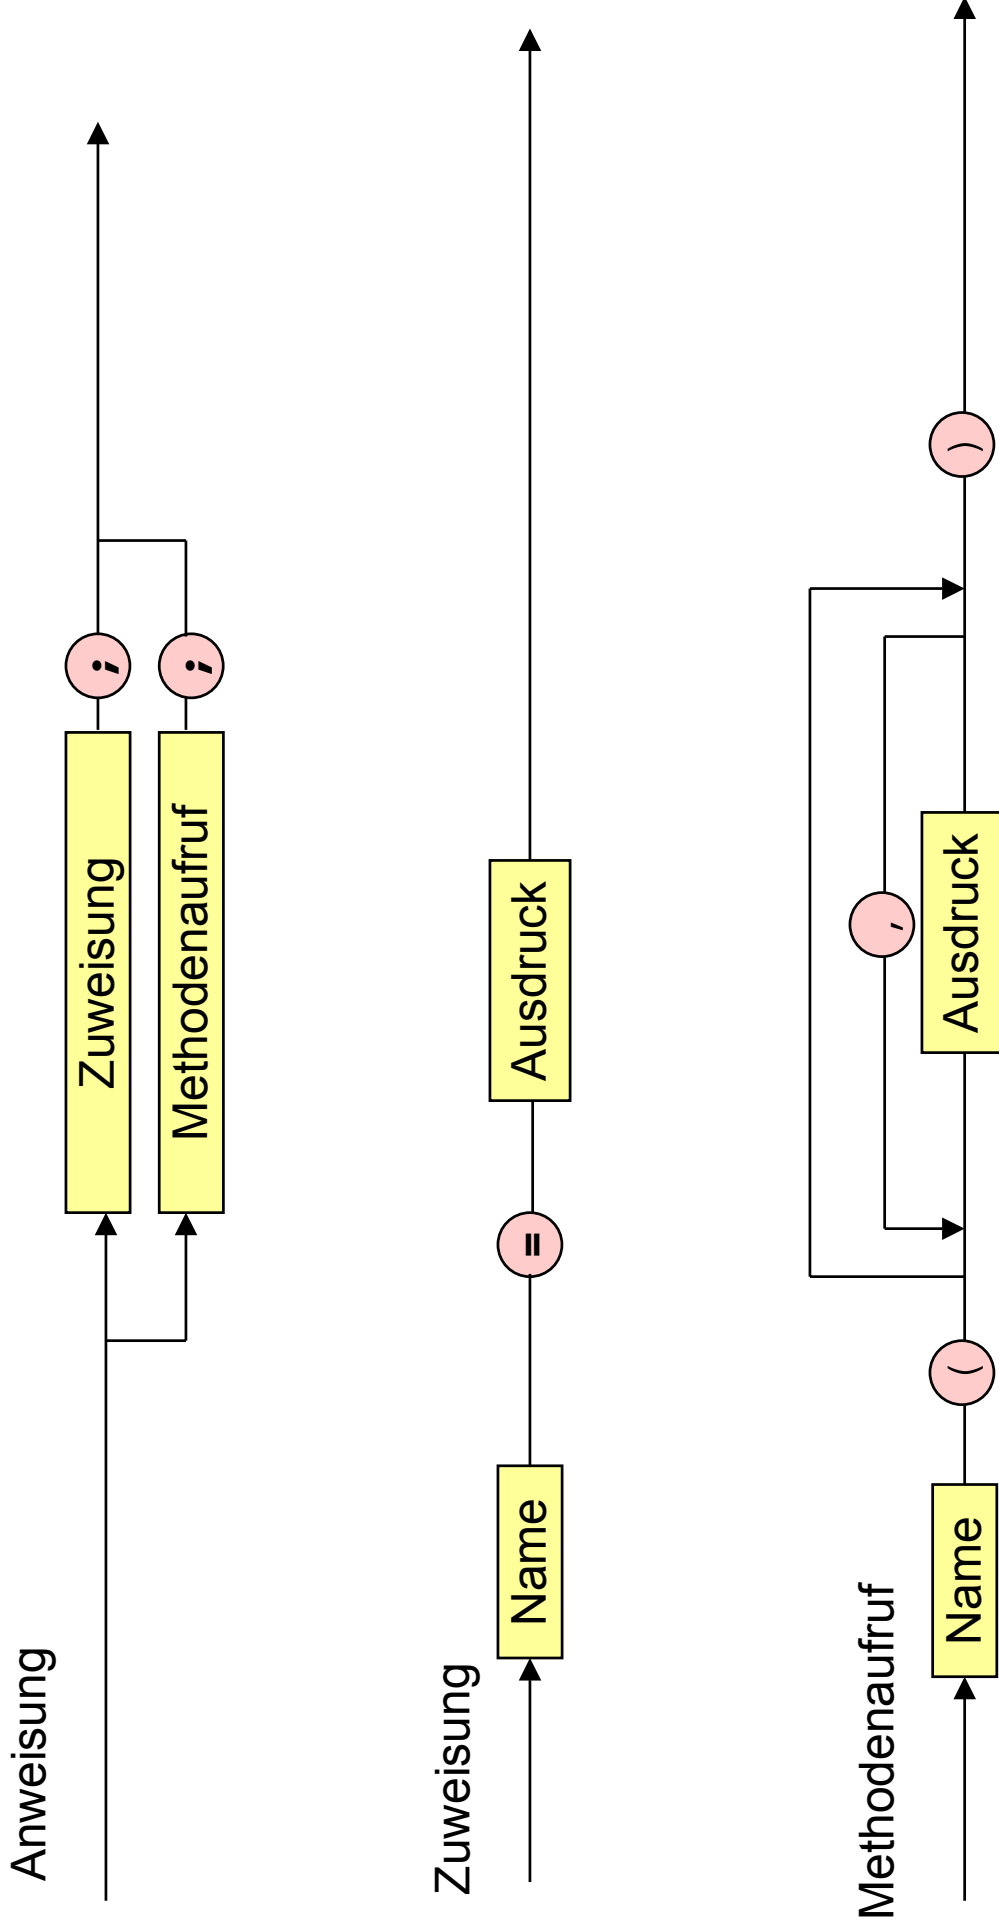 Anweisung
Zuweisung ;
Methodenaufruf ;
Zuweisung
Name = Ausdruck
Methodenaufruf
,
Name ( Ausdruck )